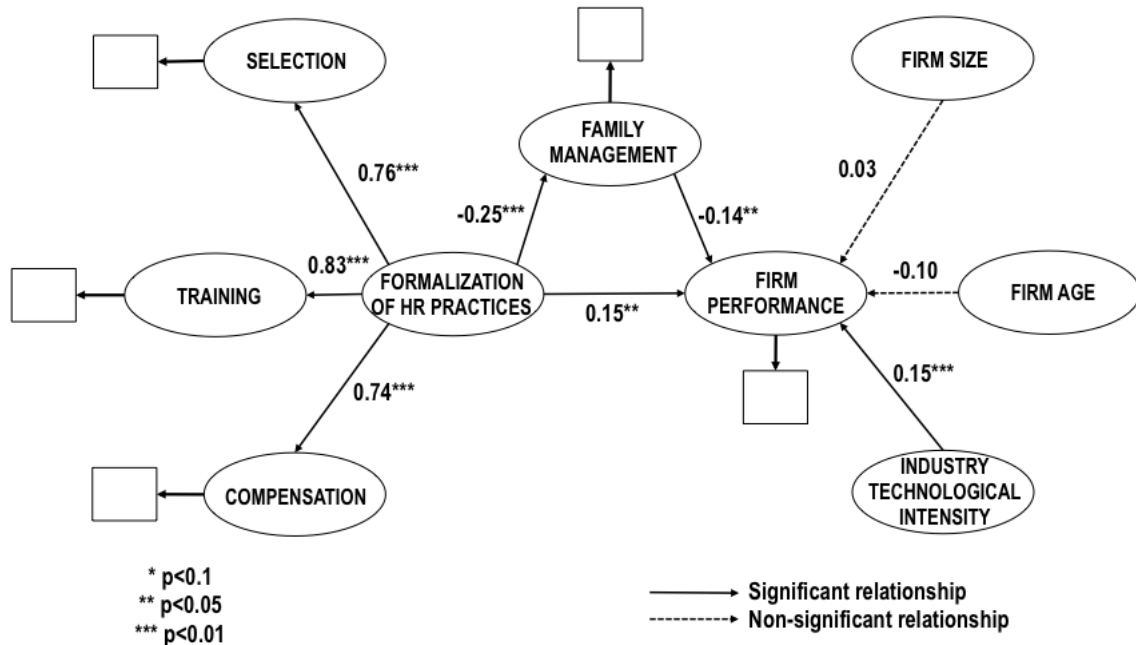 SELECTION
FIRM SIZE
FAMILY
MANAGEMENT
0.76***
0.03
-0.25***
-0.14**
TRAINING
0.83***
FORMALIZATION
OF HR PRACTICES
0.15**
FIRM
PERFORMANCE
-0.10
FIRM AGE
0.74***
0.15***
COMPENSATION
INDUSTRY
TECHNOLOGICAL
INTENSITY
* p<0.1
** p<0.05
*** p<0.01
Significant relationship
Non-significant relationship